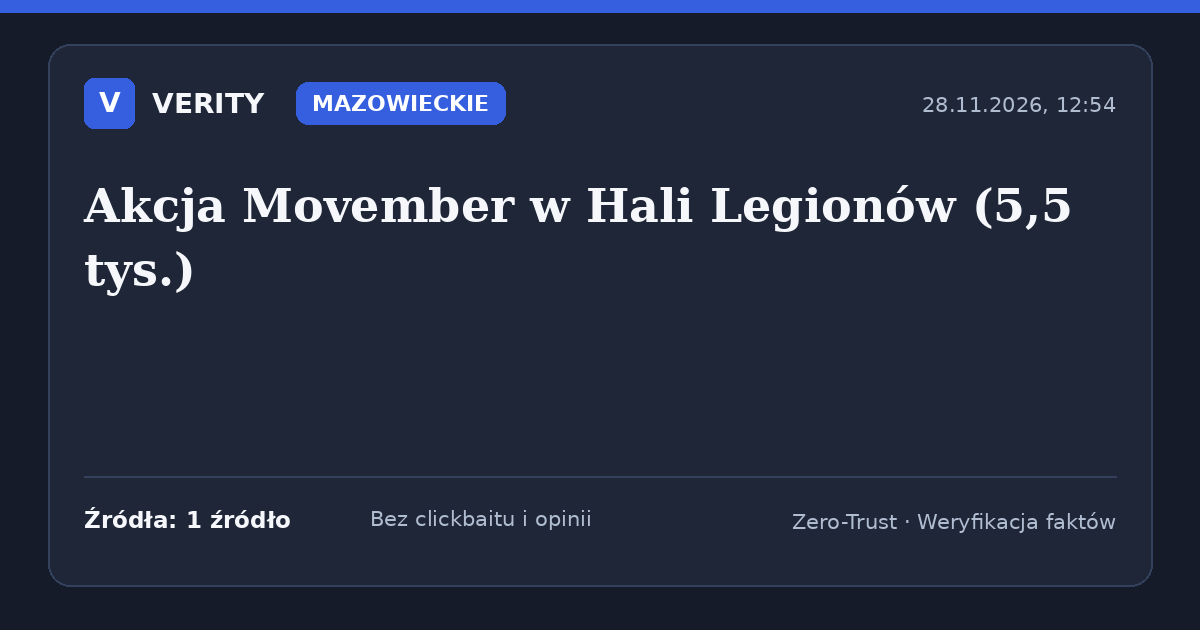 V VERITY MAZOWIECKIE 28.11.2026, 12:54
Akcja Movember w Hali Legionów (5,5
tys.)
Źródła: 1 źródło Bez clickbaitu i opinii Zero-Trust · Weryfikacja faktów